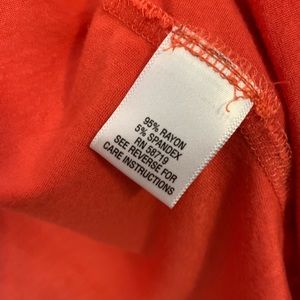 95% RAYON
5% SPANDEX
RN 58719
SEE REVERSE FOR
CARE INSTRUCTIONS